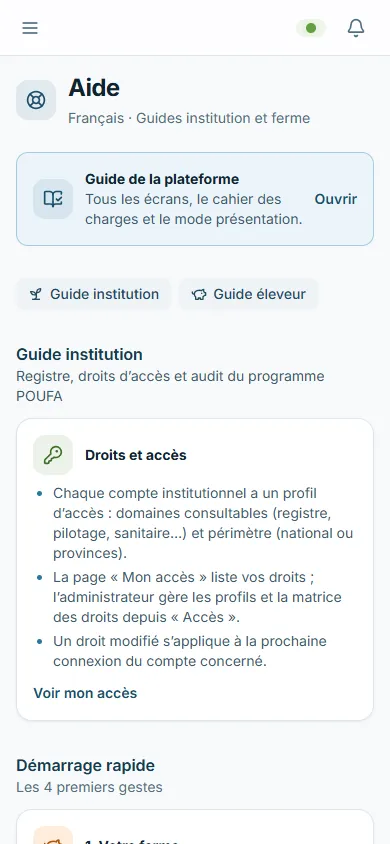 Aide
Français · Guides institution et ferme
Guide de la plateforme
Tous les écrans, le cahier des
charges et le mode présentation.
Ouvrir
Guide institution
Guide éleveur
Guide institution
Registre, droits d’accès et audit du programme
POUFA
Droits et accès
• Chaque compte institutionnel a un profil
d’accès : domaines consultables (registre,
pilotage, sanitaire…) et périmètre (national ou
provinces).
• La page « Mon accès » liste vos droits ;
l’administrateur gère les profils et la matrice
des droits depuis « Accès ».
• Un droit modifié s’applique à la prochaine
connexion du compte concerné.
Voir mon accès
Démarrage rapide
Les 4 premiers gestes
1. Votre ferme